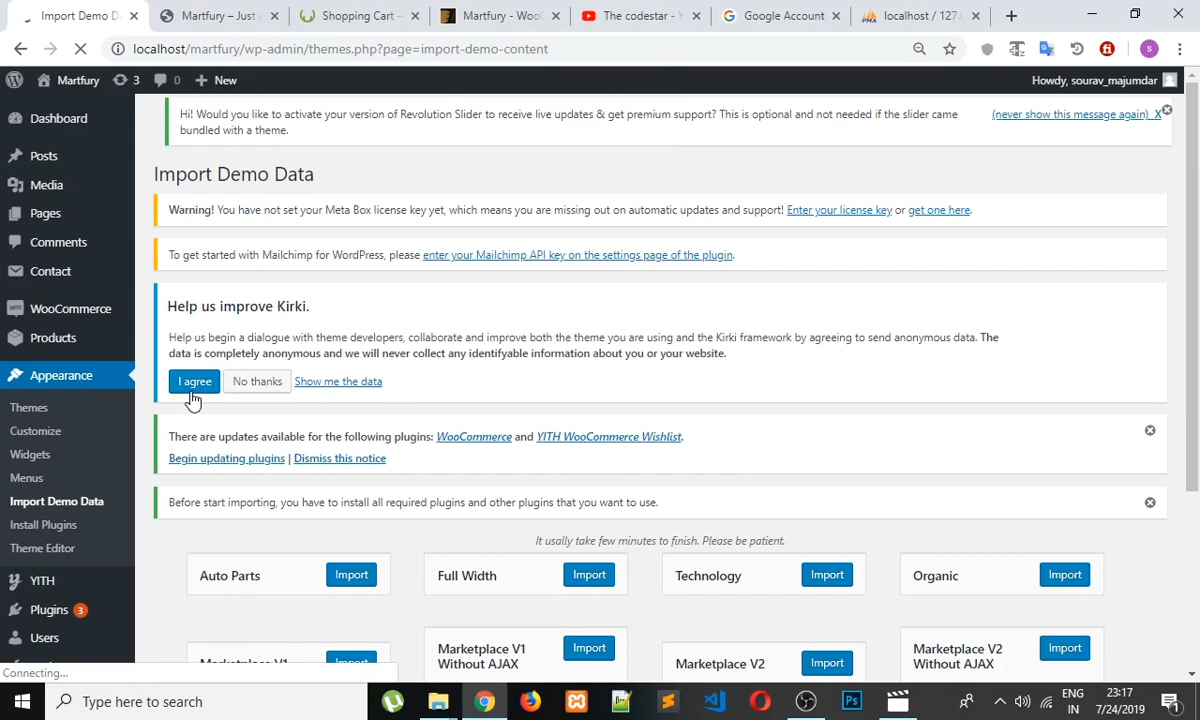 Import Demo D
Martfury – Just a
Shopping Cart –
Martfury - WooC
The codestar - Y
Google Account
localhost / 127.0
localhost/martfury/wp-admin/themes.php?page=import-demo-content
S
Martfury
3
0
New
Howdy, sourav_majumdar
Dashboard
Posts
Media
Pages
Comments
Contact
WooCommerce
Products
Appearance
Themes
Customize
Widgets
Menus
Import Demo Data
Install Plugins
Theme Editor
YITH
Plugins 3
Users
Hi! Would you like to activate your version of Revolution Slider to receive live updates & get premium support? This is optional and not needed if the slider came
bundled with a theme.
(never show this message again) X
Import Demo Data
Warning! You have not set your Meta Box license key yet, which means you are missing out on automatic updates and support! Enter your license key or get one here.
To get started with Mailchimp for WordPress, please enter your Mailchimp API key on the settings page of the plugin.
Help us improve Kirki.
Help us begin a dialogue with theme developers, collaborate and improve both the theme you are using and the Kirki framework by agreeing to send anonymous data. The
data is completely anonymous and we will never collect any identifyable information about you or your website.
I agree
No thanks
Show me the data
There are updates available for the following plugins: WooCommerce and YITH WooCommerce Wishlist.
Begin updating plugins | Dismiss this notice
Before start importing, you have to install all required plugins and other plugins that you want to use.
It usally take few minutes to finish. Please be patient.
Auto Parts
Import
Full Width
Import
Technology
Import
Organic
Import
Marketplace V1
Import
Marketplace V1
Without AJAX
Import
Marketplace V2
Import
Marketplace V2
Without AJAX
Import
Connecting...
Type here to search
Ps
ENG
IN
23:17
7/24/2019
1